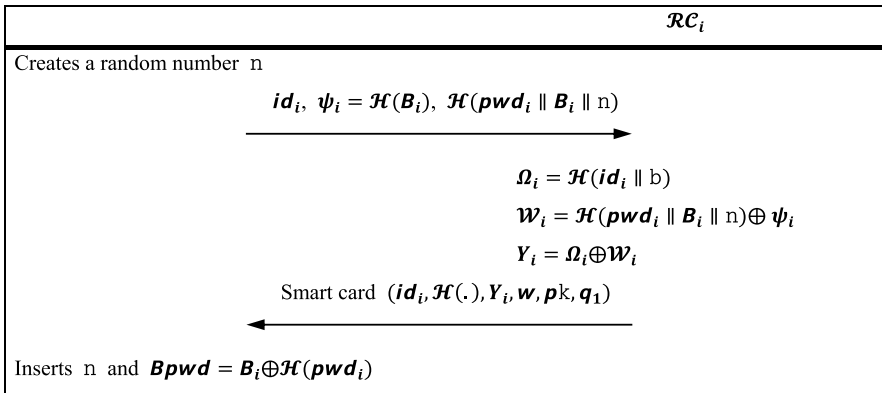 𝓡𝓒ᵢ
Creates a random number n
idᵢ, ψᵢ = 𝓗(Bᵢ), 𝓗(pwdᵢ ∥ Bᵢ ∥ n)
Ωᵢ = 𝓗(idᵢ ∥ b)
𝓦ᵢ = 𝓗(pwdᵢ ∥ Bᵢ ∥ n)⊕ ψᵢ
Yᵢ = Ωᵢ⊕𝓦ᵢ
Smart card (idᵢ, 𝓗(.), Yᵢ, w, pk, q₁)
Inserts n and Bpwd = Bᵢ⊕𝓗(pwdᵢ)